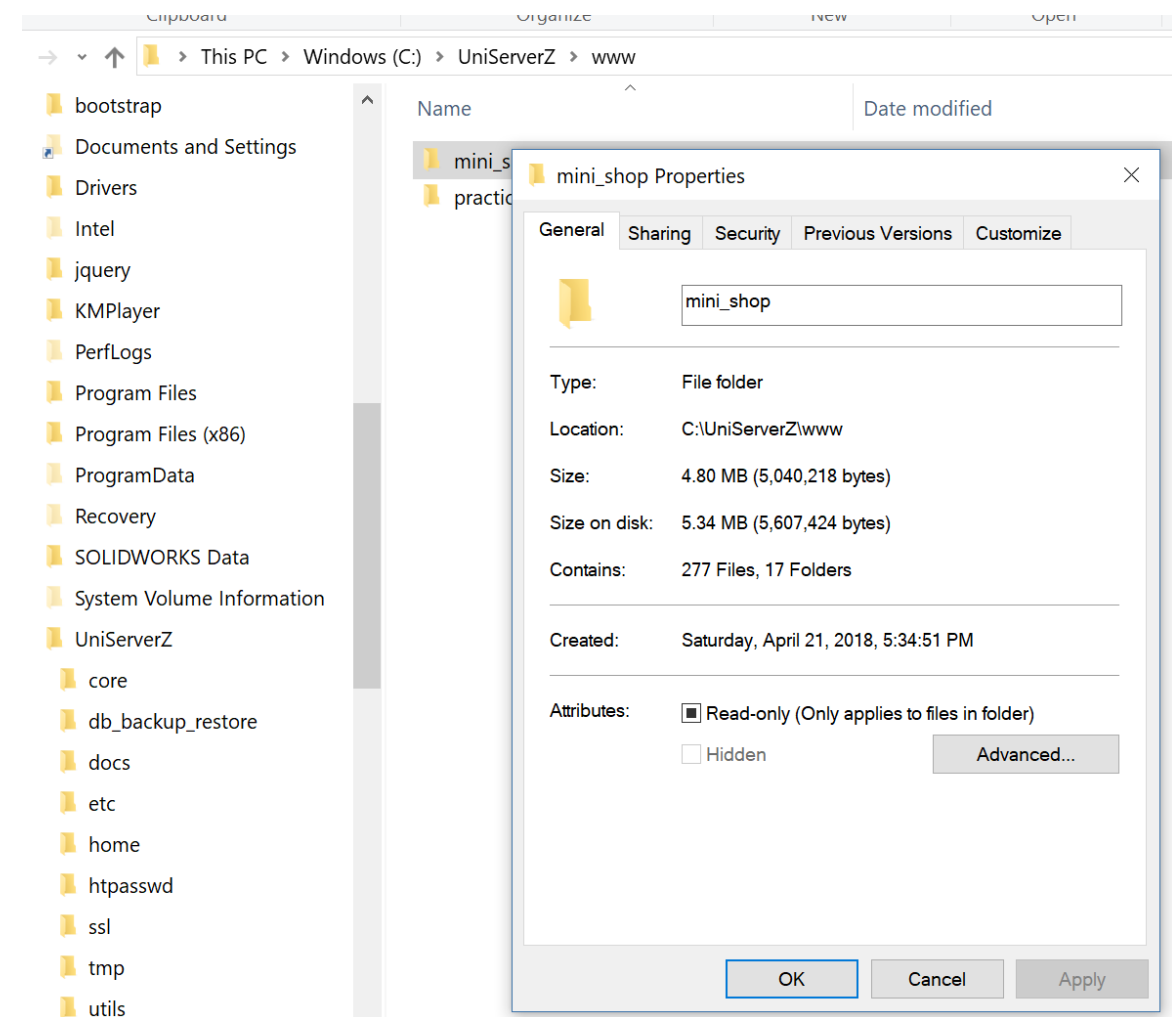 Clipboard Organize New Open
This PC > Windows (C:) > UniServerZ > www
bootstrap
Documents and Settings
Drivers
Intel
jquery
KMPlayer
PerfLogs
Program Files
Program Files (x86)
ProgramData
Recovery
SOLIDWORKS Data
System Volume Information
UniServerZ
core
db_backup_restore
docs
etc
home
htpasswd
ssl
tmp
utils
Name Date modified
mini_s
practic
mini_shop Properties
General Sharing Security Previous Versions Customize
mini_shop
Type: File folder
Location: C:\UniServerZ\www
Size: 4.80 MB (5,040,218 bytes)
Size on disk: 5.34 MB (5,607,424 bytes)
Contains: 277 Files, 17 Folders
Created: Saturday, April 21, 2018, 5:34:51 PM
Attributes: Read-only (Only applies to files in folder)
Hidden Advanced...
OK Cancel Apply